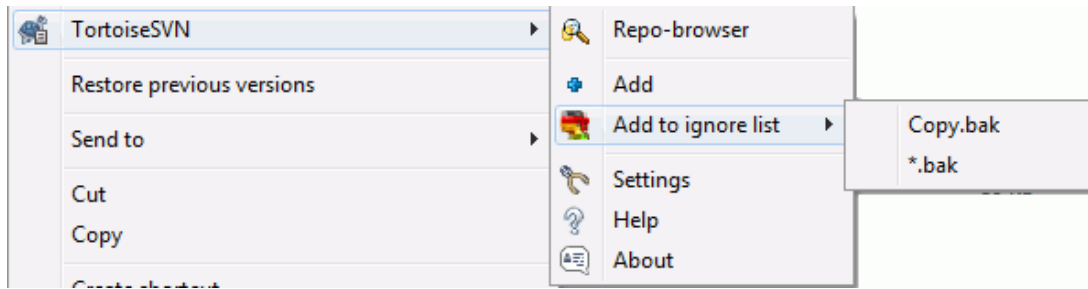 TortoiseSVN
Restore previous versions
Send to
Cut
Copy
Repo-browser
Add
Add to ignore list
Settings
Help
About
Copy.bak
*.bak